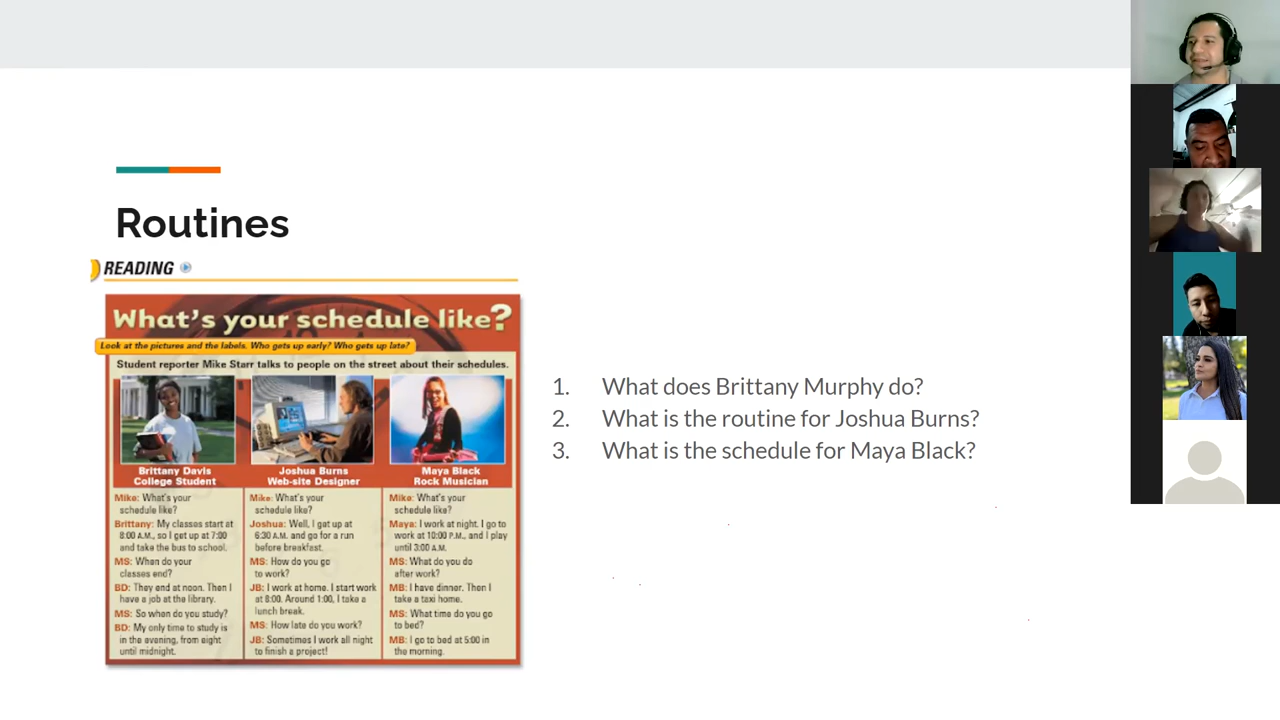 Routines
READING
What's your schedule like?
Look at the pictures and the labels. Who gets up early? Who gets up late?
Student reporter Mike Starr talks to people on the street about their schedules.
Brittany Davis
College Student
Mike: What's your
schedule like?
Brittany: My classes start at
8:00 A.M., so I get up at 7:00
and take the bus to school.
MS: When do your
classes end?
BD: They end at noon. Then I
have a job at the library.
MS: So when do you study?
BD: My only time to study is
in the evening, from eight
until midnight.
Joshua Burns
Web-site Designer
Mike: What's your
schedule like?
Joshua: Well, I get up at
6:30 A.M. and go for a run
before breakfast.
MS: How do you go
to work?
JB: I work at home. I start work
at 8:00. Around 1:00, I take a
lunch break.
MS: How late do you work?
JB: Sometimes I work all night
to finish a project!
Maya Black
Rock Musician
Mike: What's your
schedule like?
Maya: I work at night. I go to
work at 10:00 P.M., and I play
until 3:00 A.M.
MS: What do you do
after work?
MB: I have dinner. Then I
take a taxi home.
MS: What time do you go
to bed?
MB: I go to bed at 5:00 in
the morning.
1. What does Brittany Murphy do?
2. What is the routine for Joshua Burns?
3. What is the schedule for Maya Black?